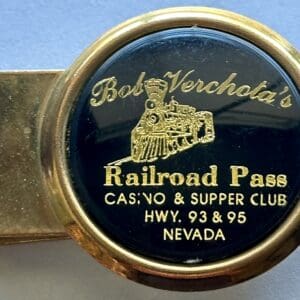 Bob Verchota's
Railroad Pass
CASINO & SUPPER CLUB
HWY. 93 & 95
NEVADA